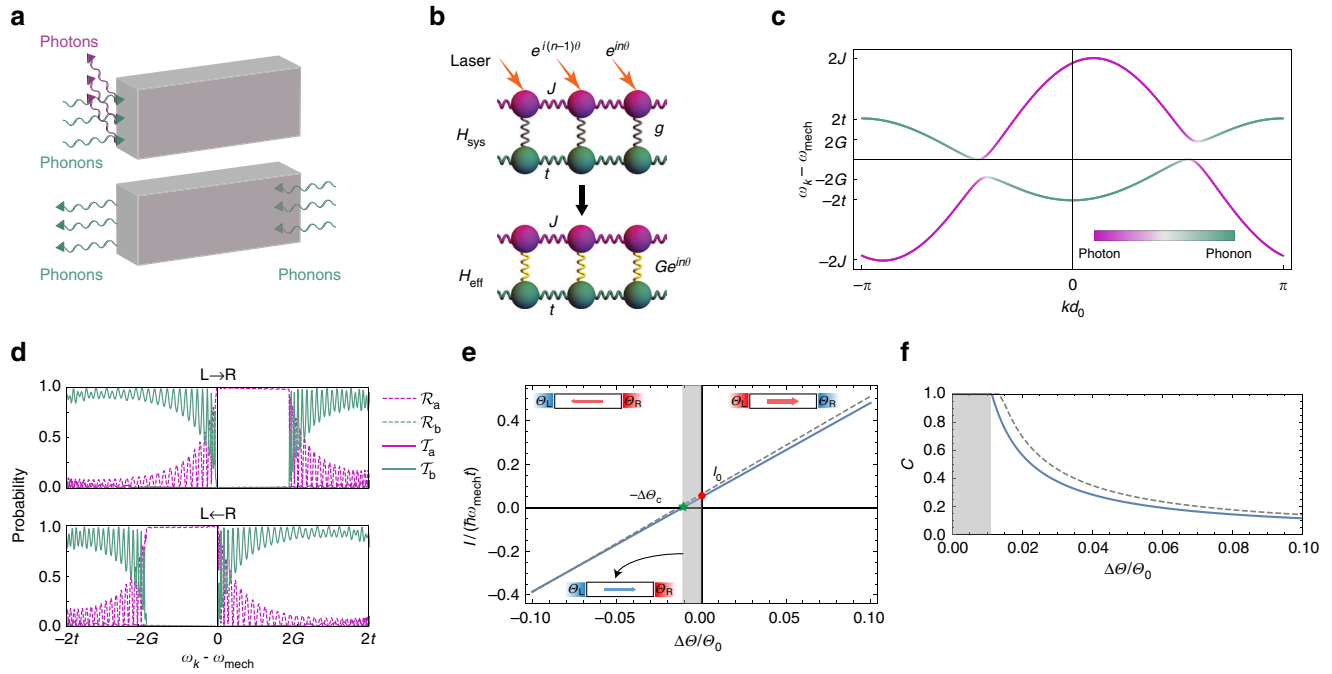 a
Photons
Phonons
Phonons
Phonons
b
Laser
e^{i(n−1)θ}
e^{inθ}
J
H_sys
g
t
J
H_eff
Ge^{inθ}
t
c
ω_k − ω_mech
2J
2t
2G
−2G
−2t
−2J
Photon
Phonon
−π
0
π
kd_0
d
L→R
1.0
0.5
0.0
R_a
R_b
T_a
T_b
Probability
L←R
1.0
0.5
0.0
−2t
−2G
0
2G
2t
ω_k - ω_mech
e
I / (ħω_mech t)
0.4
0.2
0.0
−0.2
−0.4
Θ_L
Θ_R
Θ_L
Θ_R
I_0
−ΔΘ_c
Θ_L
Θ_R
−0.10
−0.05
0.00
0.05
0.10
ΔΘ/Θ_0
f
C
1.0
0.8
0.6
0.4
0.2
0.0
0.00
0.02
0.04
0.06
0.08
0.10
ΔΘ/Θ_0